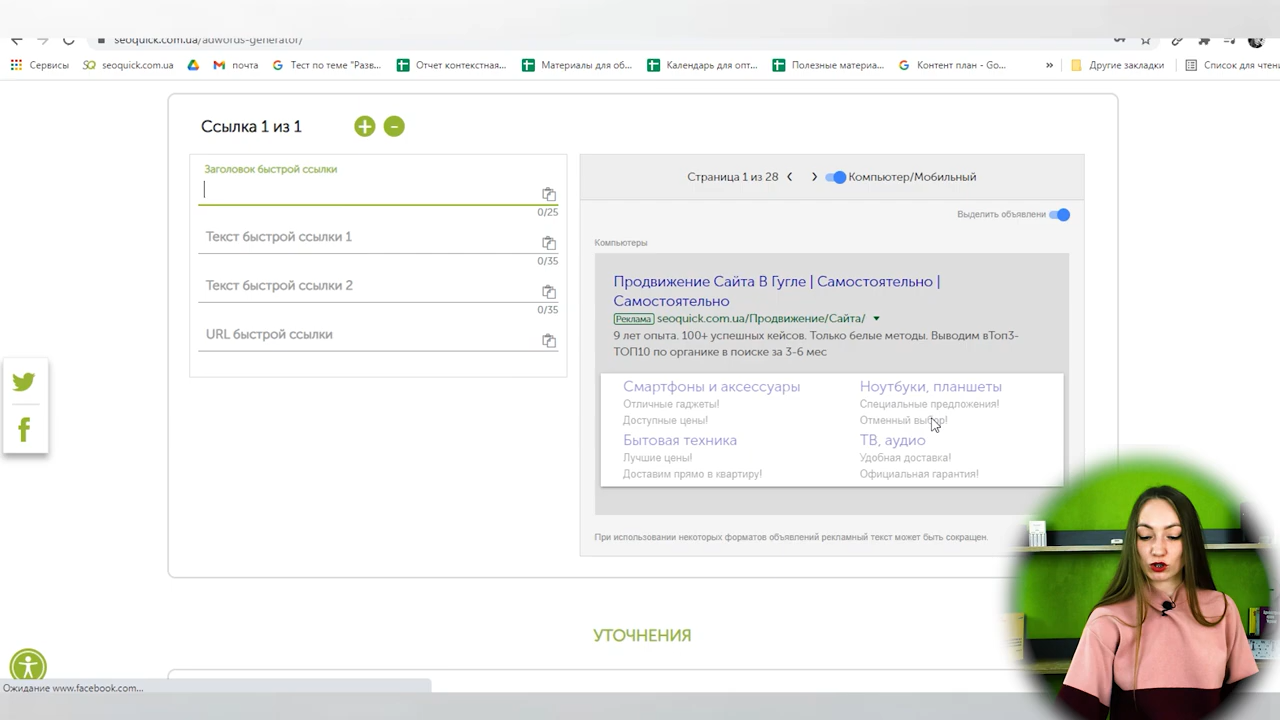 seoquick.com.ua/adwords-generator/
Сервисы seoquick.com.ua почта Тест по теме "Разв... Отчет контекстная... Материалы для об... Календарь для опт... Полезные материа... Контент план - Go... » Другие закладки Список для чтени
Ссылка 1 из 1 + -
Заголовок быстрой ссылки
0/25
Текст быстрой ссылки 1
0/35
Текст быстрой ссылки 2
0/35
URL быстрой ссылки
Страница 1 из 28 Компьютер/Мобильный
Выделить объявлени
Компьютеры
Продвижение Сайта В Гугле | Самостоятельно |
Самостоятельно
Реклама seoquick.com.ua/Продвижение/Сайта/
9 лет опыта. 100+ успешных кейсов. Только белые методы. Выводим вТоп3-
ТОП10 по органике в поиске за 3-6 мес
Смартфоны и аксессуары
Отличные гаджеты!
Доступные цены!
Ноутбуки, планшеты
Специальные предложения!
Отменный выбор!
Бытовая техника
Лучшие цены!
Доставим прямо в квартиру!
ТВ, аудио
Удобная доставка!
Официальная гарантия!
При использовании некоторых форматов объявлений рекламный текст может быть сокращен.
УТОЧНЕНИЯ
Ожидание www.facebook.com...